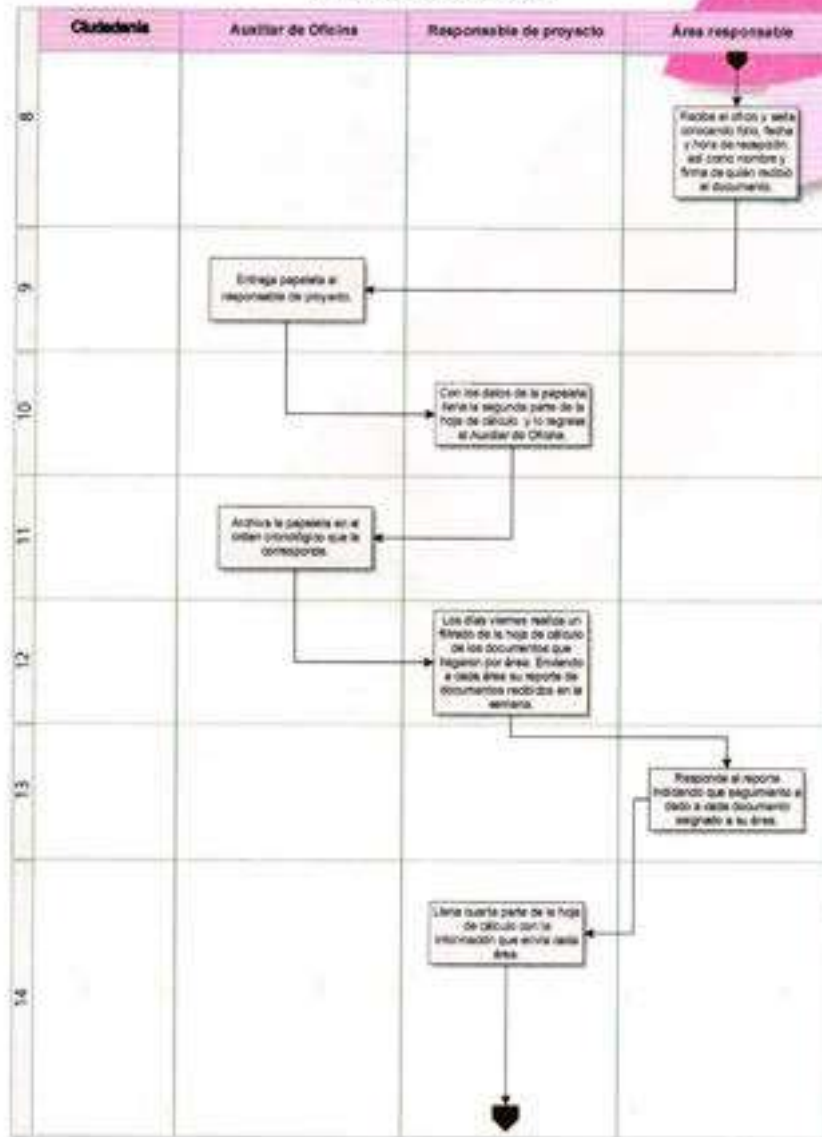 Ciudadanía
Auxiliar de Oficina
Responsable de proyecto
Área responsable
8
Recibe el oficio y sella
colocando folio, fecha
y hora de recepción,
así como nombre y
firma de quién recibió
el documento.
9
Entrega papeleta al
responsable de proyecto.
10
Con los datos de la papeleta
llena la segunda parte de la
hoja de cálculo y lo regresa
al Auxiliar de Oficina.
11
Archiva la papeleta en el
orden cronológico que le
corresponde.
12
Los días viernes realiza un
filtrado de la hoja de cálculo
de los documentos que
llegaron por área. Enviando
a cada área su reporte de
documentos recibidos en la
semana.
13
Responde al reporte
indicando que seguimiento a
dado a cada documento
asignado a su área.
14
Llena cuarta parte de la hoja
de cálculo con la
información que envía cada
área.